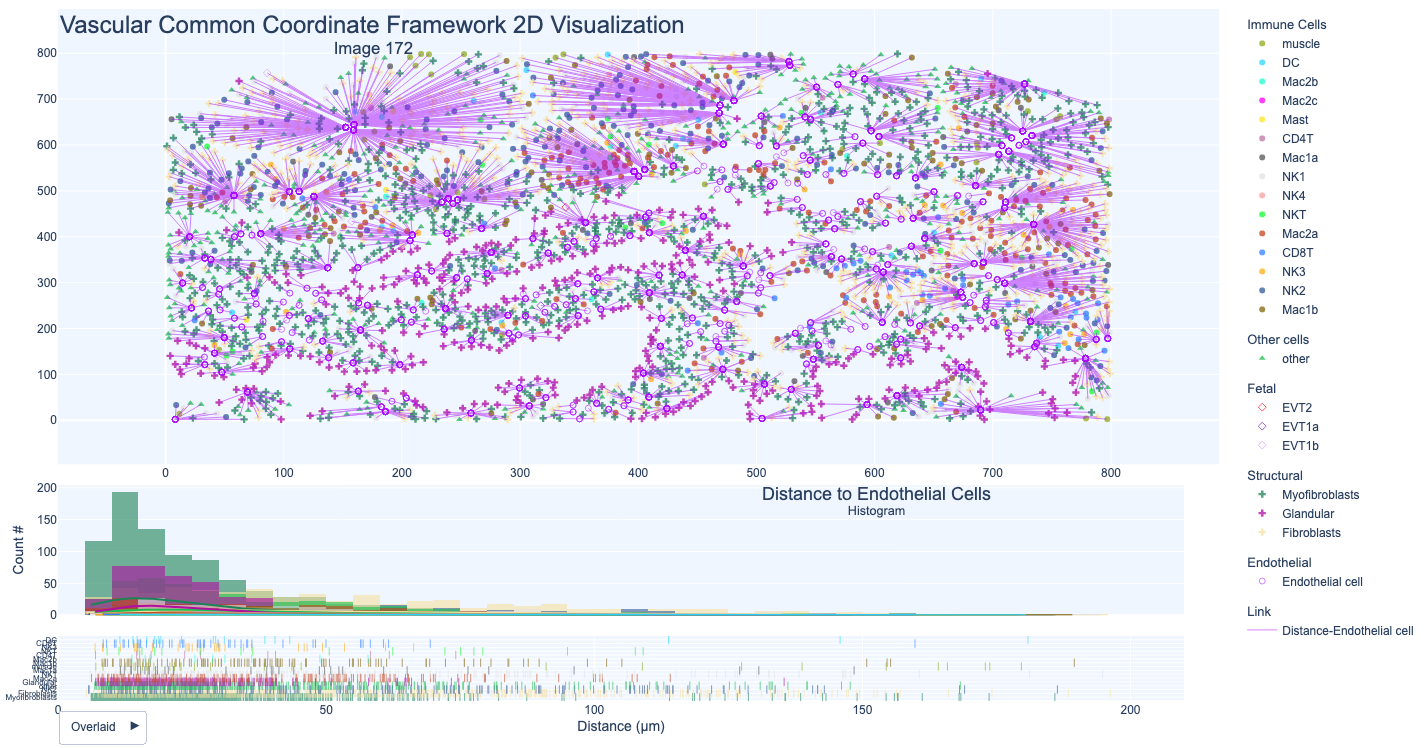 Vascular Common Coordinate Framework 2D Visualization
Image 172
800
700
600
500
400
300
200
100
0
0 100 200 300 400 500 600 700 800
Immune Cells
muscle
DC
Mac2b
Mac2c
Mast
CD4T
Mac1a
NK1
NK4
NKT
Mac2a
CD8T
NK3
NK2
Mac1b
Other cells
other
Fetal
EVT2
EVT1a
EVT1b
Structural
Myofibroblasts
Glandular
Fibroblasts
Endothelial
Endothelial cell
Link
Distance-Endothelial cell
Distance to Endothelial Cells
Histogram
Count #
200
150
100
50
0
Glandular
Fibroblasts
Myofibroblasts
0 50 100 150 200
Distance (μm)
Overlaid ▶